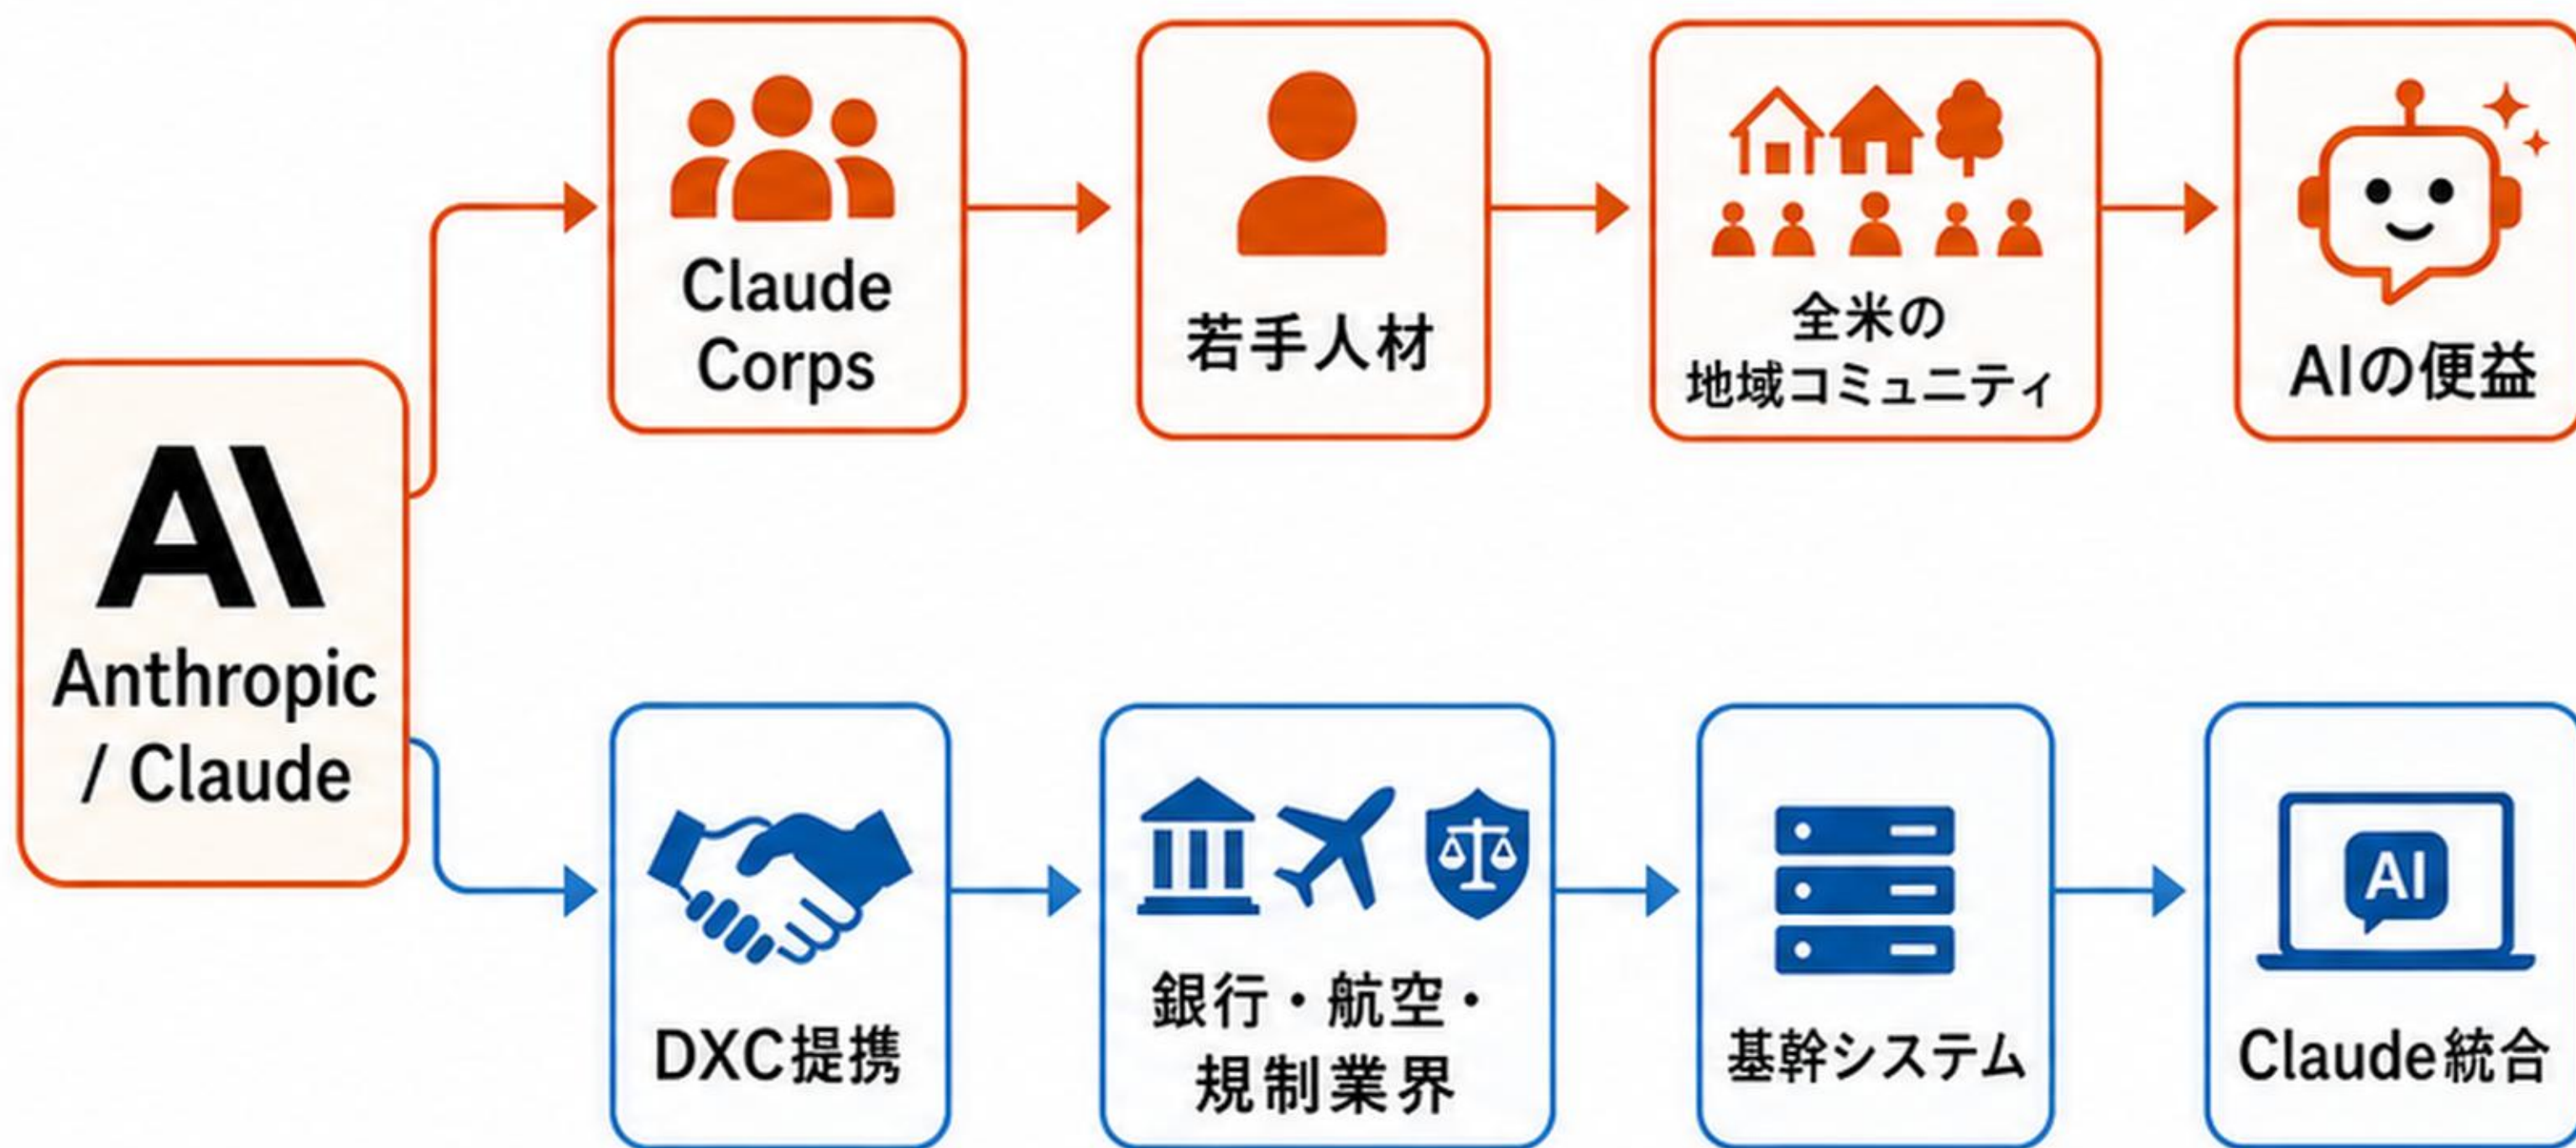 Claude
Corps
若手人材
全米の
地域コミュニティ
AIの便益
A\
Anthropic
/ Claude
DXC提携
銀行・航空・
規制業界
基幹システム
AI
Claude統合